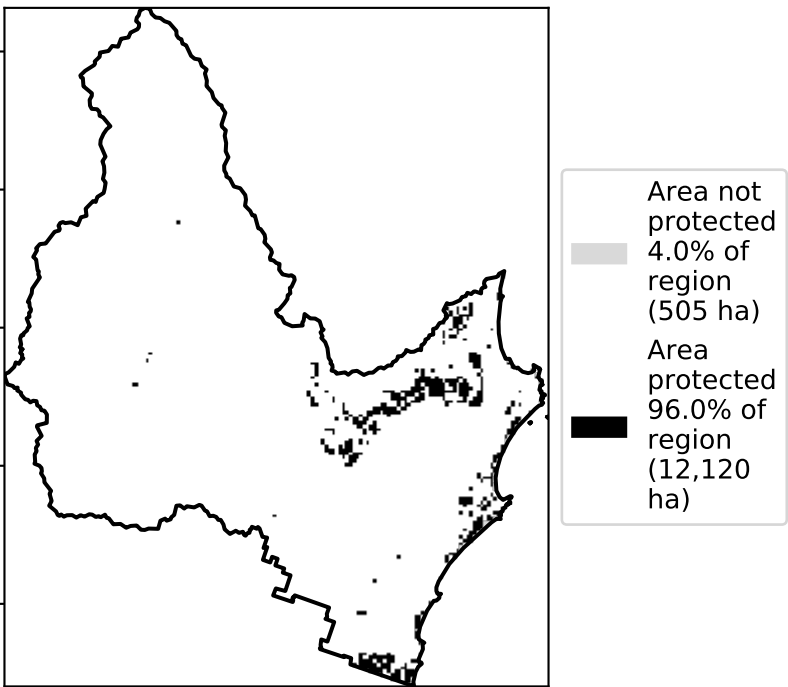 Area not
protected
4.0% of
region
(505 ha)
Area
protected
96.0% of
region
(12,120
ha)